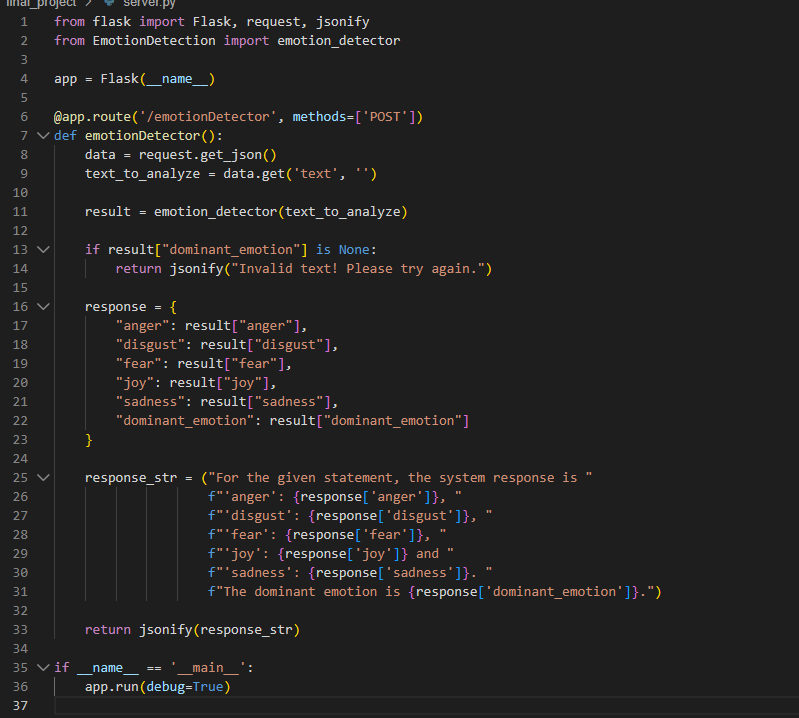 final_project > server.py
1 from flask import Flask, request, jsonify
2 from EmotionDetection import emotion_detector
3
4 app = Flask(__name__)
5
6 @app.route('/emotionDetector', methods=['POST'])
7 def emotionDetector():
8     data = request.get_json()
9     text_to_analyze = data.get('text', '')
10
11     result = emotion_detector(text_to_analyze)
12
13     if result["dominant_emotion"] is None:
14         return jsonify("Invalid text! Please try again.")
15
16     response = {
17         "anger": result["anger"],
18         "disgust": result["disgust"],
19         "fear": result["fear"],
20         "joy": result["joy"],
21         "sadness": result["sadness"],
22         "dominant_emotion": result["dominant_emotion"]
23     }
24
25     response_str = ("For the given statement, the system response is "
26                     f"'anger': {response['anger']}, "
27                     f"'disgust': {response['disgust']}, "
28                     f"'fear': {response['fear']}, "
29                     f"'joy': {response['joy']} and "
30                     f"'sadness': {response['sadness']}. "
31                     f"The dominant emotion is {response['dominant_emotion']}.")
32
33     return jsonify(response_str)
34
35 if __name__ == '__main__':
36     app.run(debug=True)
37